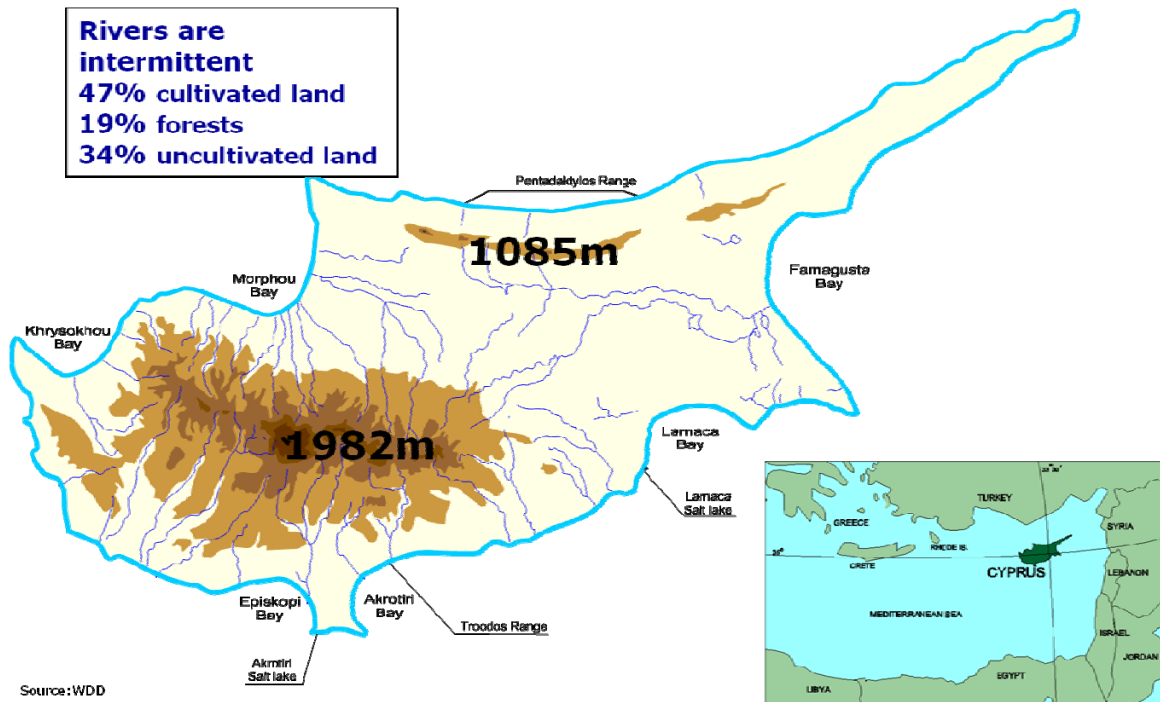 Rivers are
intermittent
47% cultivated land
19% forests
34% uncultivated land
Pentadaktylos Range
1085m
Morphou
Bay
Famagusta
Bay
Khrysokhou
Bay
1982m
Larnaca
Bay
Larnaca
Salt lake
Episkopi
Bay
Akrotiri
Bay
Troodos Range
Akrotiri
Salt lake
Source:WDD
TURKEY
GREECE
SYRIA
RHODE IS.
CRETE
CYPRUS
LEBANON
MEDITERRANEAN SEA
ISRAEL
JORDAN
EGYPT
LIBYA